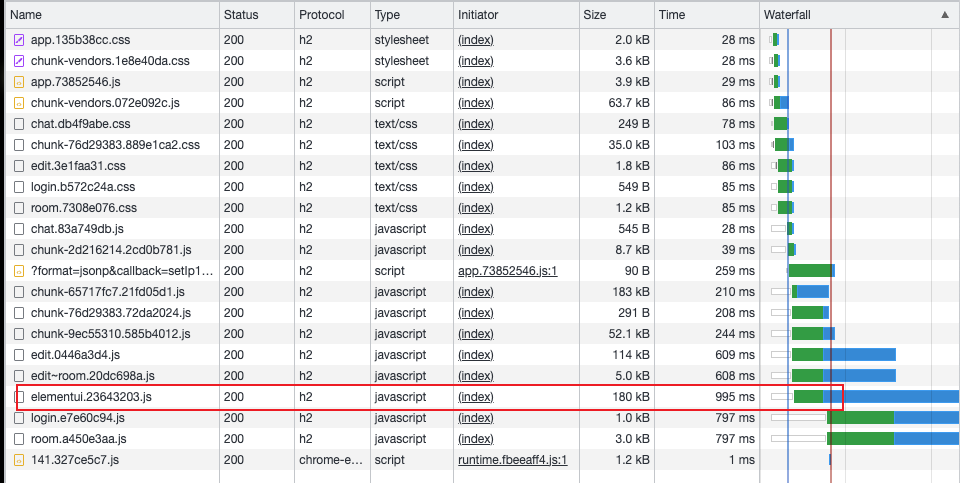 Name Status Protocol Type Initiator Size Time Waterfall
app.135b38cc.css 200 h2 stylesheet (index) 2.0 kB 28 ms
chunk-vendors.1e8e40da.css 200 h2 stylesheet (index) 3.6 kB 28 ms
app.73852546.js 200 h2 script (index) 3.9 kB 29 ms
chunk-vendors.072e092c.js 200 h2 script (index) 63.7 kB 86 ms
chat.db4f9abe.css 200 h2 text/css (index) 249 B 78 ms
chunk-76d29383.889e1ca2.css 200 h2 text/css (index) 35.0 kB 103 ms
edit.3e1faa31.css 200 h2 text/css (index) 1.8 kB 86 ms
login.b572c24a.css 200 h2 text/css (index) 549 B 85 ms
room.7308e076.css 200 h2 text/css (index) 1.2 kB 85 ms
chat.83a749db.js 200 h2 javascript (index) 545 B 28 ms
chunk-2d216214.2cd0b781.js 200 h2 javascript (index) 8.7 kB 39 ms
?format=jsonp&callback=setIp1... 200 h2 script app.73852546.js:1 90 B 259 ms
chunk-65717fc7.21fd05d1.js 200 h2 javascript (index) 183 kB 210 ms
chunk-76d29383.72da2024.js 200 h2 javascript (index) 291 B 208 ms
chunk-9ec55310.585b4012.js 200 h2 javascript (index) 52.1 kB 244 ms
edit.0446a3d4.js 200 h2 javascript (index) 114 kB 609 ms
edit~room.20dc698a.js 200 h2 javascript (index) 5.0 kB 608 ms
elementui.23643203.js 200 h2 javascript (index) 180 kB 995 ms
login.e7e60c94.js 200 h2 javascript (index) 1.0 kB 797 ms
room.a450e3aa.js 200 h2 javascript (index) 3.0 kB 797 ms
141.327ce5c7.js 200 chrome-e... script runtime.fbeeaff4.js:1 1.2 kB 1 ms